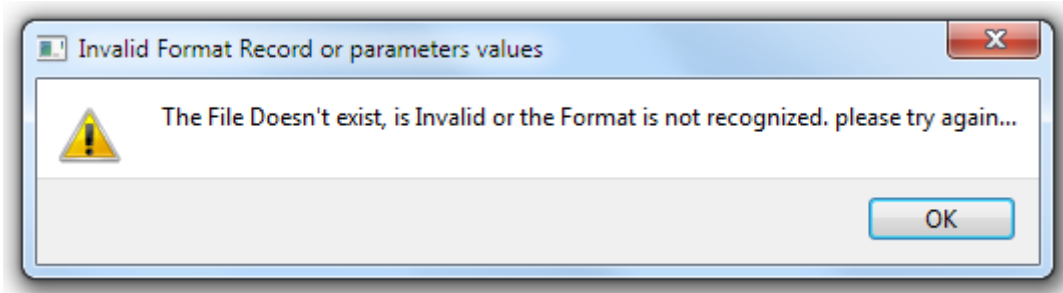 Invalid Format Record or parameters values
The File Doesn't exist, is Invalid or the Format is not recognized. please try again...
OK